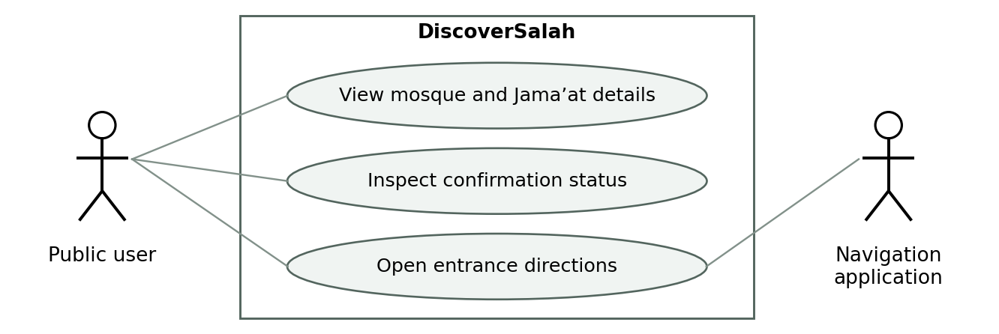 DiscoverSalah
View mosque and Jama’at details
Inspect confirmation status
Open entrance directions
Public user
Navigation
application